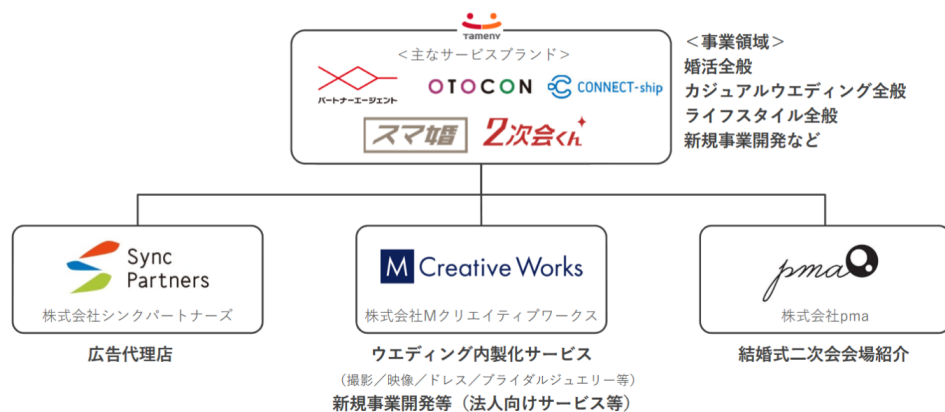 Tameny
＜主なサービスブランド＞
パートナーエージェント
OTOCON
CONNECT-ship
スマ婚
2次会くん
＜事業領域＞
婚活全般
カジュアルウエディング全般
ライフスタイル全般
新規事業開発など
Sync
Partners
株式会社シンクパートナーズ
広告代理店
M Creative Works
株式会社Mクリエイティブワークス
ウエディング内製化サービス
（撮影／映像／ドレス／ブライダルジュエリー等）
新規事業開発等（法人向けサービス等）
pma
株式会社pma
結婚式二次会会場紹介